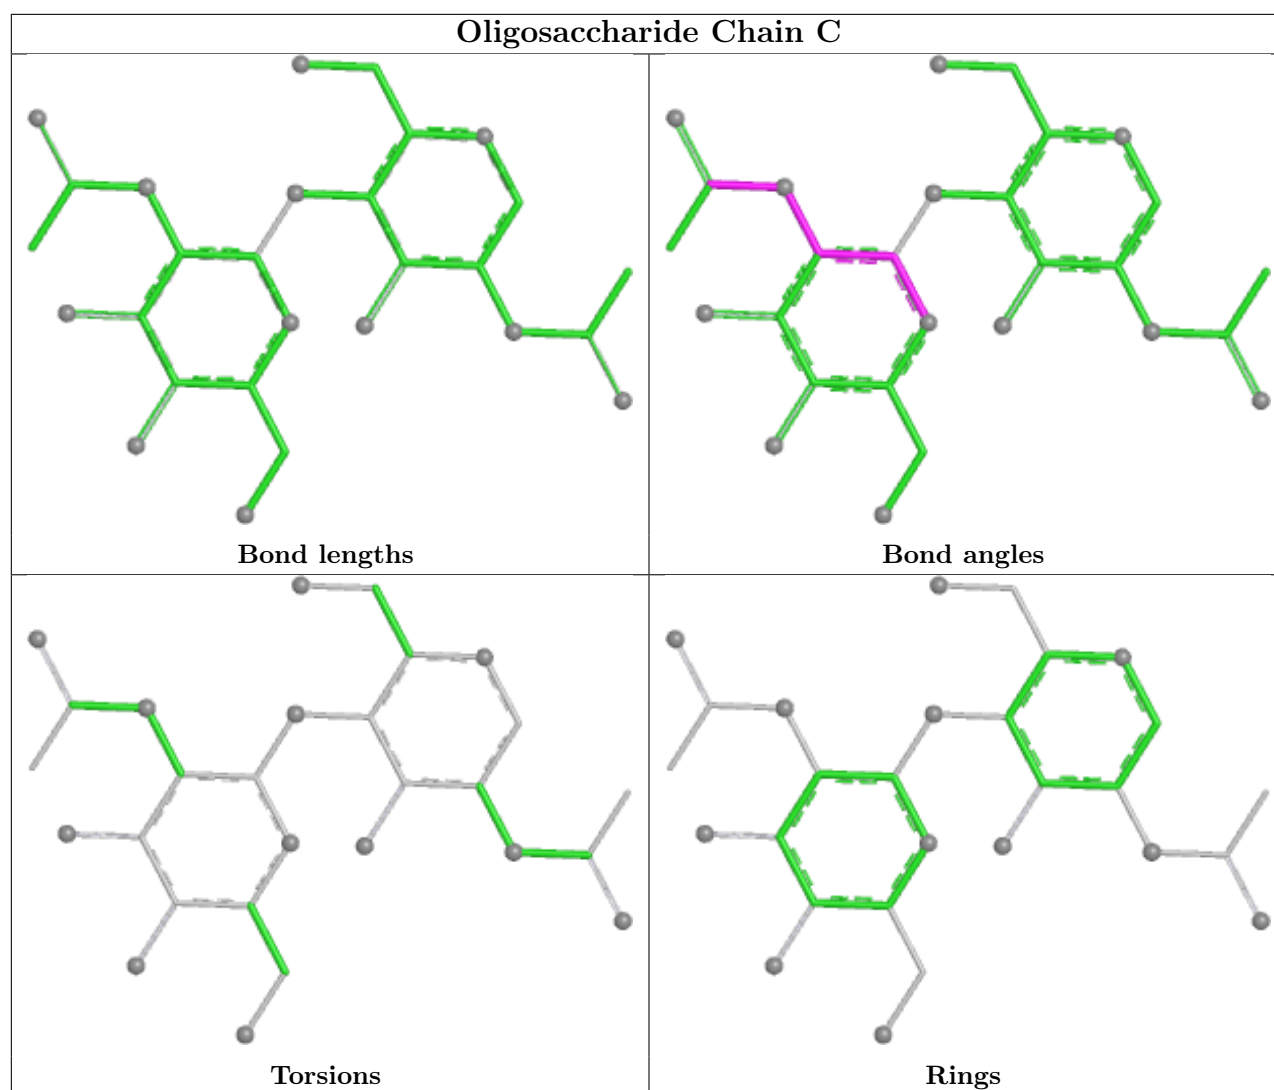 Oligosaccharide Chain C
Bond lengths
Bond angles
Torsions
Rings